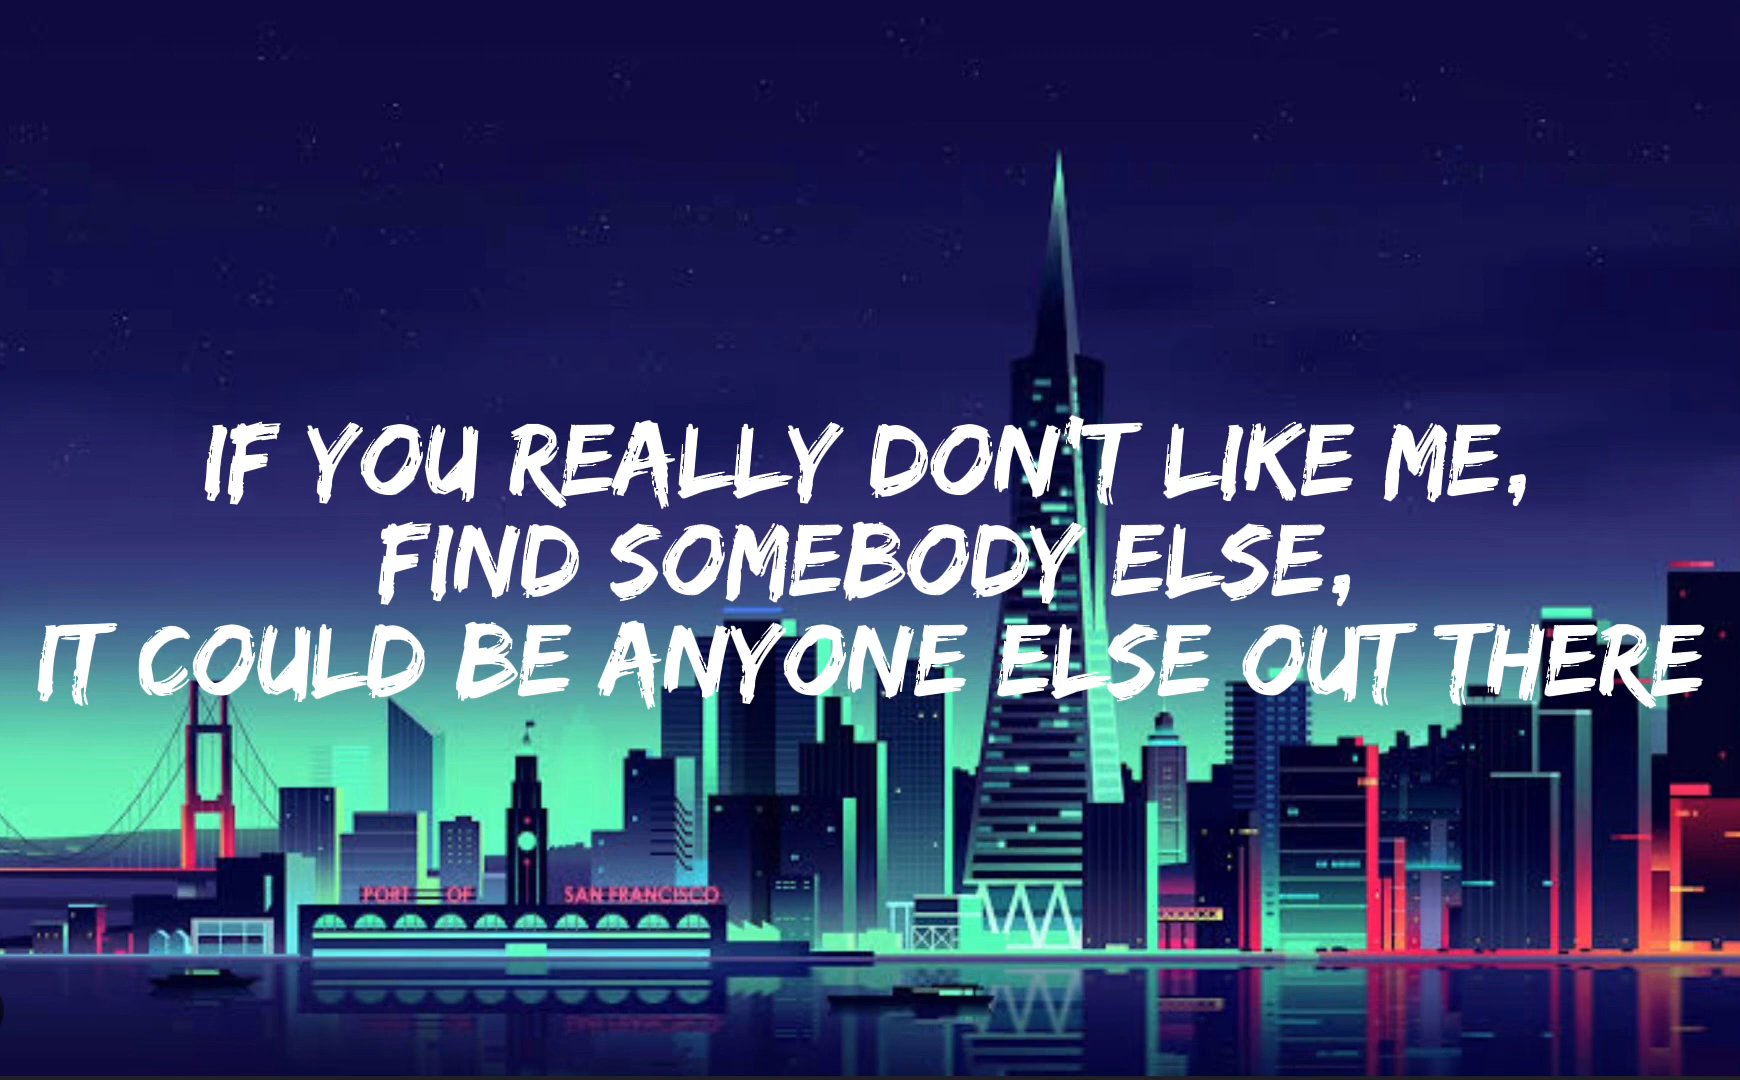 IF YOU REALLY DON'T LIKE ME,
FIND SOMEBODY ELSE,
IT COULD BE ANYONE ELSE OUT THERE
PORT OF SAN FRANCISCO